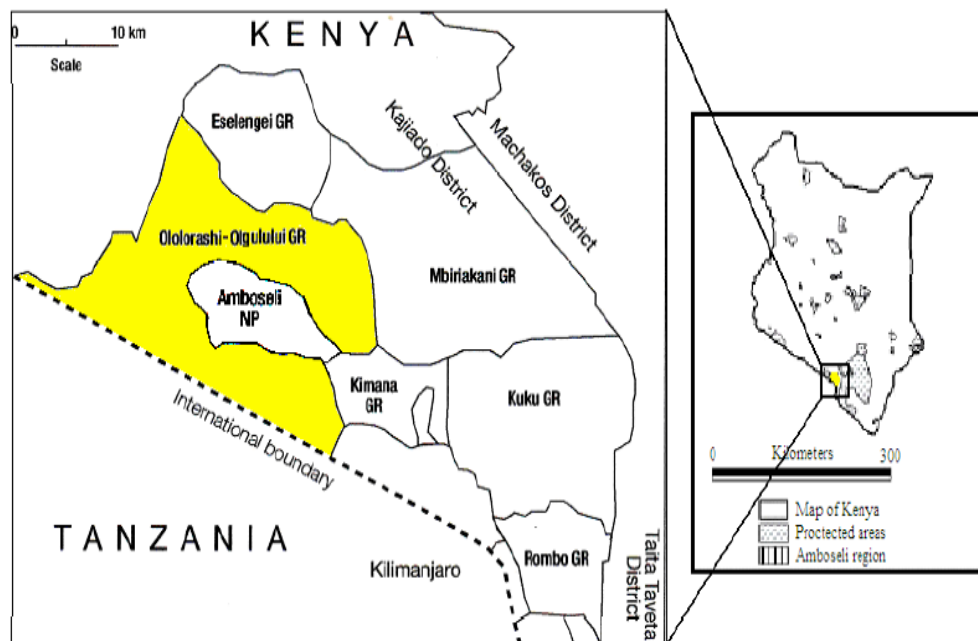 0 10 km
Scale
KENYA
Eselengei GR
Kajiado District
Machakos District
Ololorashi-Olgulului GR
Mbiriakani GR
Amboseli
NP
Kimana
GR
Kuku GR
International boundary
TANZANIA
Kilimanjaro
Rombo GR
Taita Taveta
District
0 Kilometers 300
Map of Kenya
Proctected areas
Amboseli region